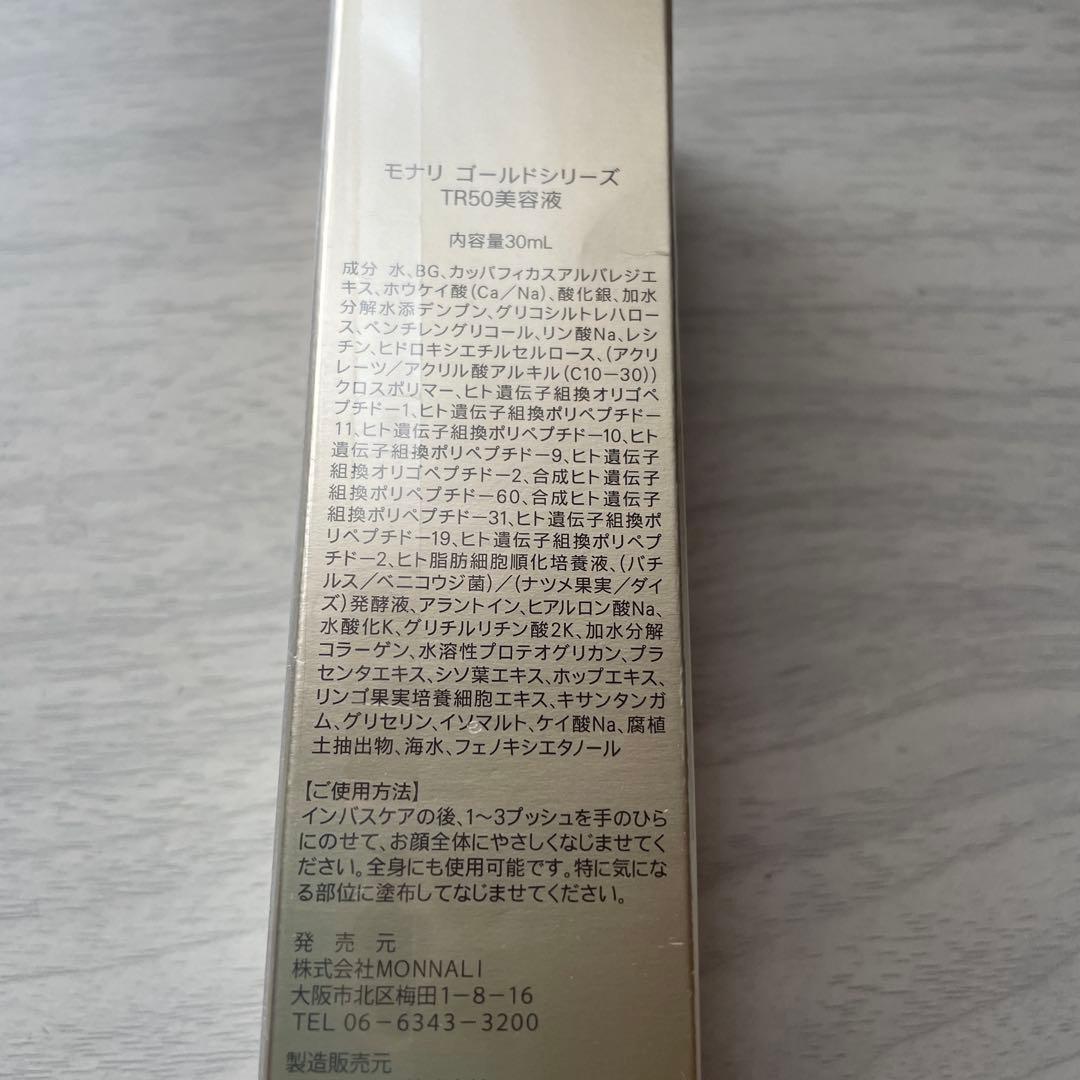 モナリ ゴールドシリーズ
TR50美容液
内容量30mL
成分 水、BG、カッパフィカスアルバレジエ
キス、ホウケイ酸(Ca/Na)、酸化銀、加水
分解水添デンプン、グリコシルトレハロー
ス、ペンチレングリコール、リン酸Na、レシ
チン、ヒドロキシエチルセルロース、(アクリ
レーツ/アクリル酸アルキル(C10-30))
クロスポリマー、ヒト遺伝子組換オリゴペ
プチドー1、ヒト遺伝子組換ポリペプチドー
11、ヒト遺伝子組換ポリペプチドー10、ヒト
遺伝子組換ポリペプチドー9、ヒト遺伝子
組換オリゴペプチドー2、合成ヒト遺伝子
組換ポリペプチドー60、合成ヒト遺伝子
組換ポリペプチドー31、ヒト遺伝子組換ポ
リペプチドー19、ヒト遺伝子組換ポリペプ
チドー2、ヒト脂肪細胞順化培養液、(バチ
ルス/ベニコウジ菌)/(ナツメ果実/ダイ
ズ)発酵液、アラントイン、ヒアルロン酸Na、
水酸化K、グリチルリチン酸2K、加水分解
コラーゲン、水溶性プロテオグリカン、プラ
センタエキス、シソ葉エキス、ホップエキス、
リンゴ果実培養細胞エキス、キサンタンガ
ム、グリセリン、イソマルト、ケイ酸Na、腐植
土抽出物、海水、フェノキシエタノール
【ご使用方法】
インバスケアの後、1〜3プッシュを手のひら
にのせて、お顔全体にやさしくなじませてく
ださい。全身にも使用可能です。特に気にな
る部位に塗布してなじませてください。
発 売 元
株式会社MONNALI
大阪市北区梅田1-8-16
TEL 06-6343-3200
製造販売元